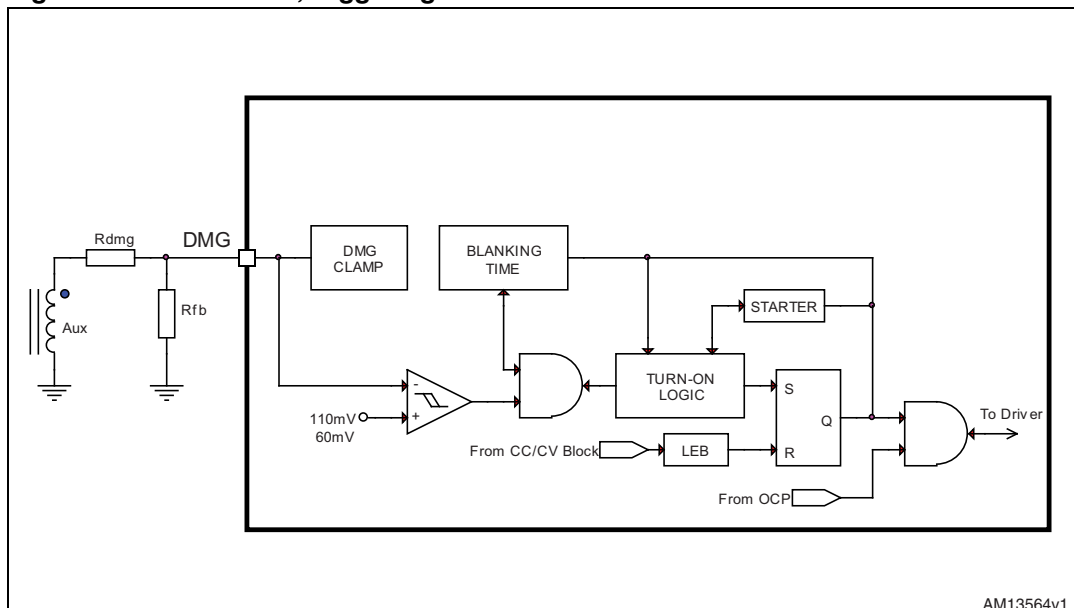 DMG
CLAMP
BLANKING
TIME
Rdmg
DMG
Rfb
Aux
STARTER
TURN-ON
LOGIC
110mV
60mV
-
+
S
Q
R
To Driver
From CC/CV Block
LEB
From OCP
AM13564v1